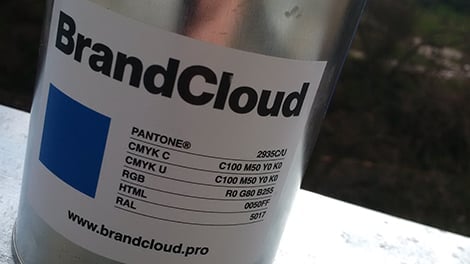 BrandCloud
PANTONE® 2935C/U
CMYK C C100 M50 Y0 K0
CMYK U C100 M50 Y0 K0
RGB R0 G80 B255
HTML 0050FF
RAL 5017
www.brandcloud.pro